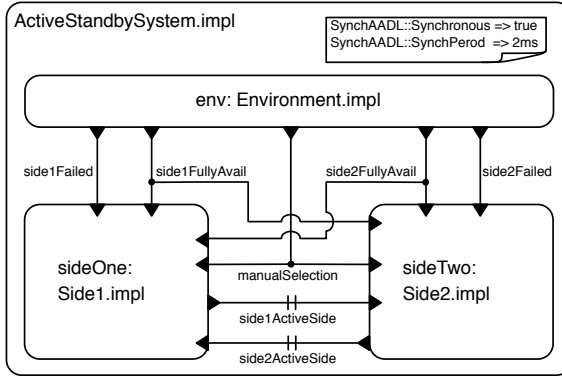 ActiveStandbySystem.impl
SynchAADL::Synchronous => true
SynchAADL::SynchPerod => 2ms
env: Environment.impl
side1Failed
side1FullyAvail
side2FullyAvail
side2Failed
sideOne:
Side1.impl
manualSelection
sideTwo:
Side2.impl
side1ActiveSide
side2ActiveSide